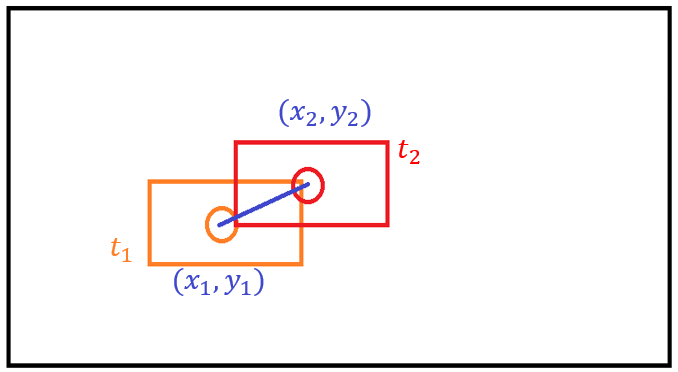 (x₂, y₂)
t₂
t₁
(x₁, y₁)